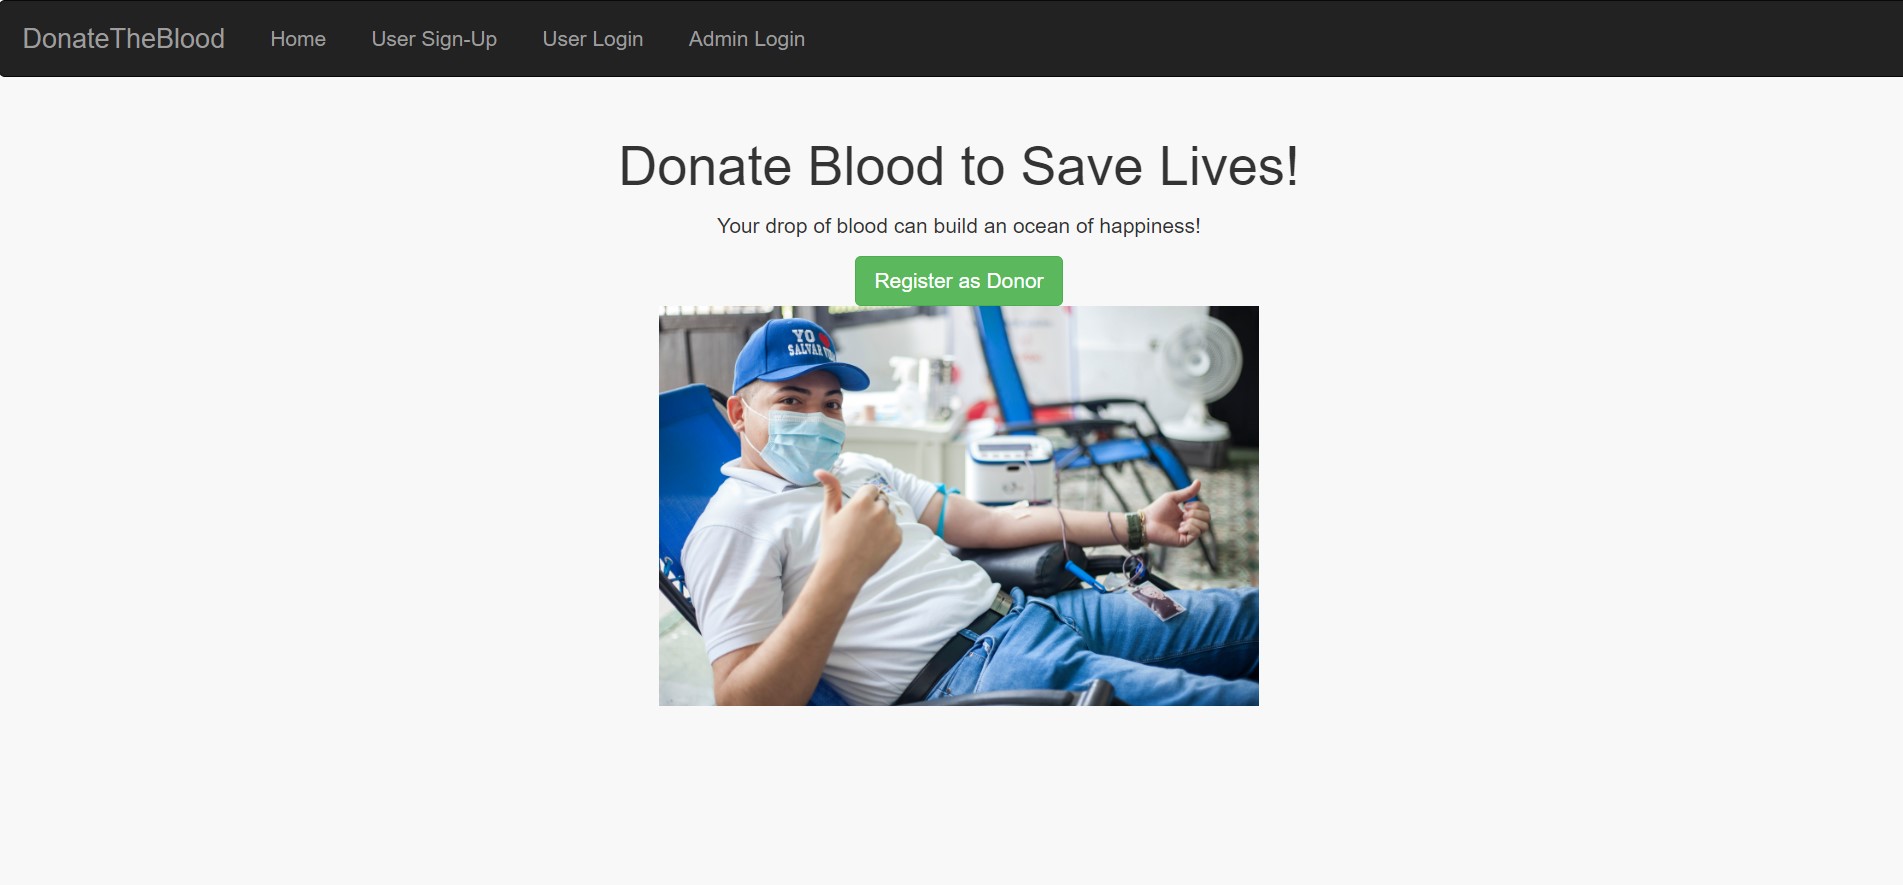 DonateTheBlood Home User Sign-Up User Login Admin Login
Donate Blood to Save Lives!
Your drop of blood can build an ocean of happiness!
Register as Donor
YO
SALVAR